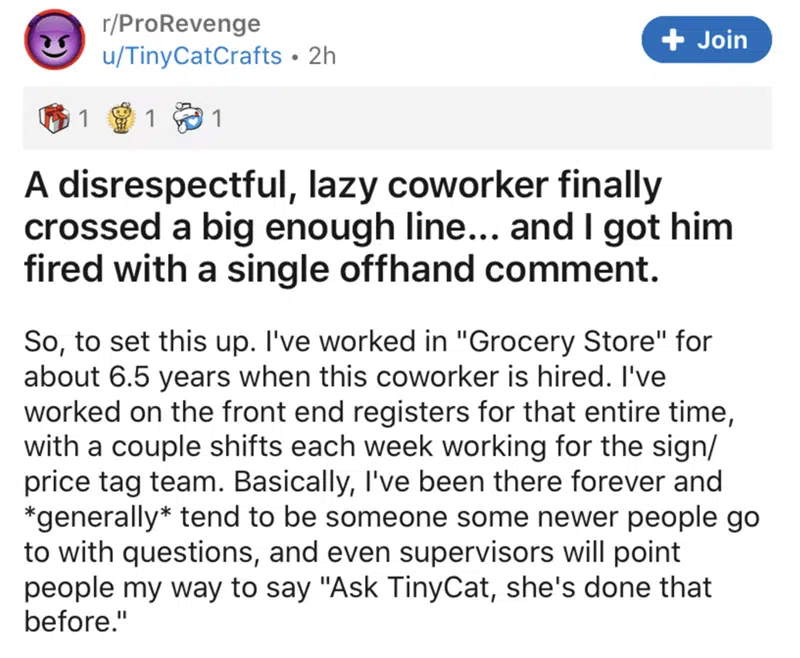 r/ProRevenge
u/TinyCatCrafts • 2h
+ Join
1 1 1
A disrespectful, lazy coworker finally
crossed a big enough line... and I got him
fired with a single offhand comment.
So, to set this up. I've worked in "Grocery Store" for
about 6.5 years when this coworker is hired. I've
worked on the front end registers for that entire time,
with a couple shifts each week working for the sign/
price tag team. Basically, I've been there forever and
*generally* tend to be someone some newer people go
to with questions, and even supervisors will point
people my way to say "Ask TinyCat, she's done that
before."